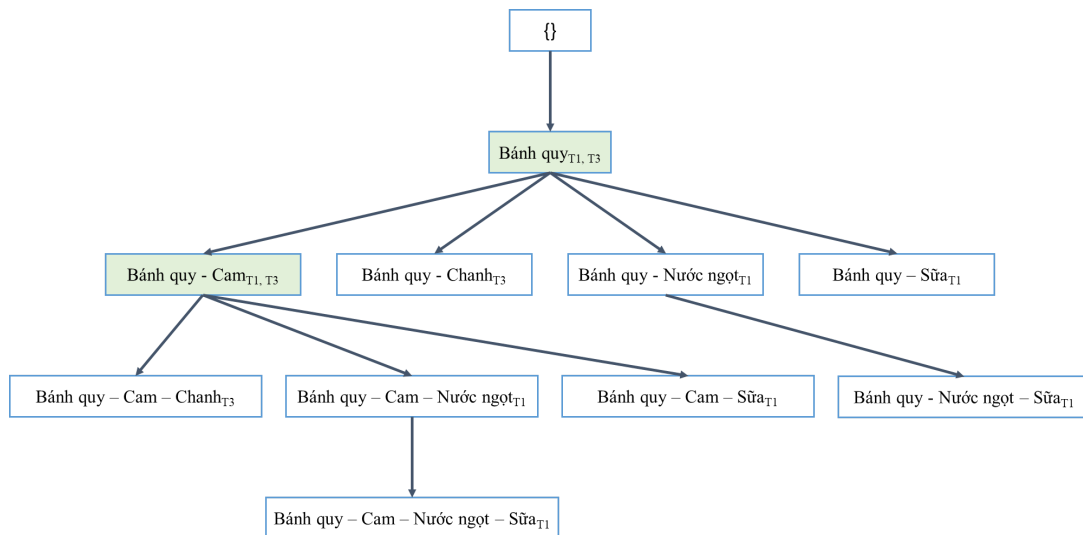 {}
Bánh quyT1, T3
Bánh quy - CamT1, T3
Bánh quy - ChanhT3
Bánh quy - Nước ngọtT1
Bánh quy – SữaT1
Bánh quy – Cam – ChanhT3
Bánh quy – Cam – Nước ngọtT1
Bánh quy – Cam – SữaT1
Bánh quy - Nước ngọt – SữaT1
Bánh quy – Cam – Nước ngọt – SữaT1